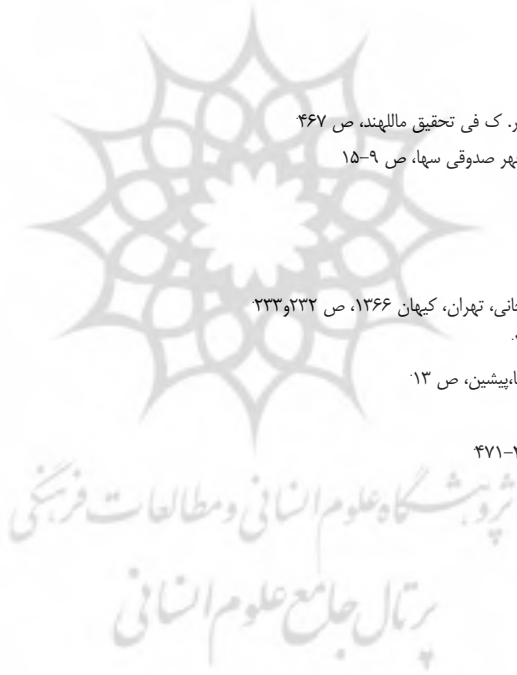 ر. ک فی تحقیق ماللهند، ص ۴۶۷
هر صدوقی سها، ص ۹-۱۵
انی، تهران، کیهان ۱۳۶۶، ص ۲۳۲و۲۳۳
پیشین، ص ۱۳
-۴۷۱
پژوهشگاه علوم انسانی و مطالعات فرهنگی
پرتال جامع علوم انسانی